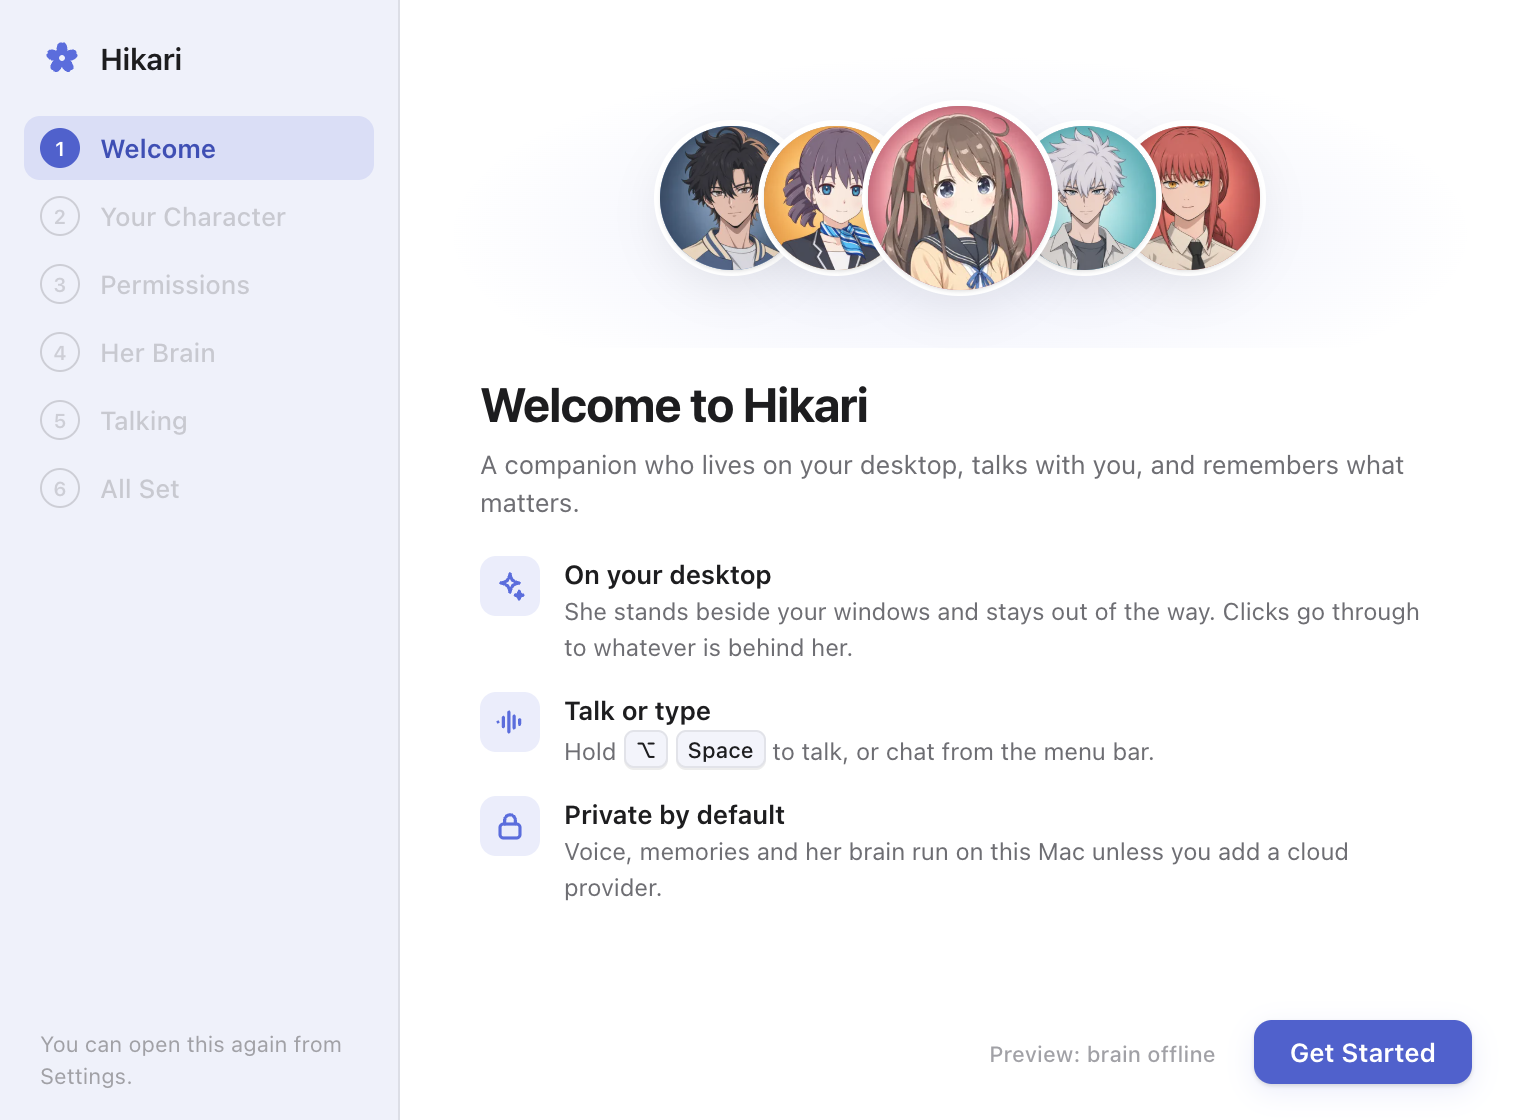 Hikari
1 Welcome
2 Your Character
3 Permissions
4 Her Brain
5 Talking
6 All Set
You can open this again from
Settings.
Welcome to Hikari
A companion who lives on your desktop, talks with you, and remembers what
matters.
On your desktop
She stands beside your windows and stays out of the way. Clicks go through
to whatever is behind her.
Talk or type
Hold ⌥ Space to talk, or chat from the menu bar.
Private by default
Voice, memories and her brain run on this Mac unless you add a cloud
provider.
Preview: brain offline
Get Started